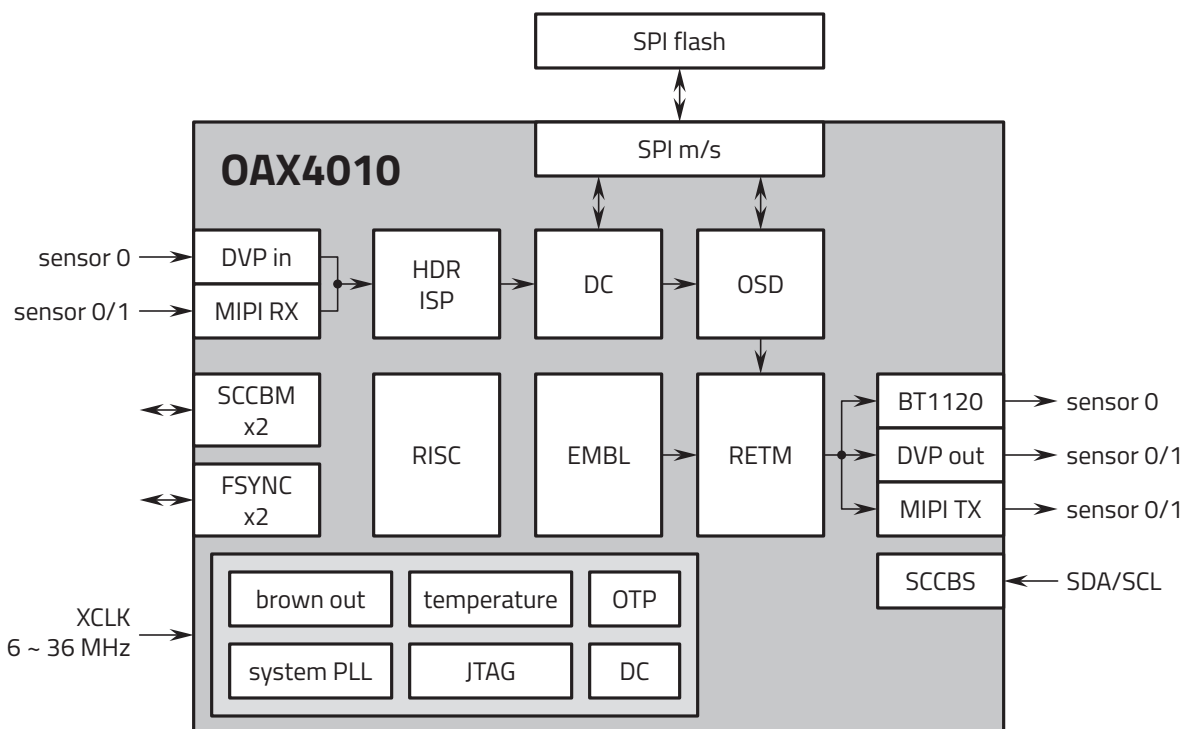 SPI flash
SPI m/s
OAX4010
sensor 0
DVP in
sensor 0/1
MIPI RX
HDR
ISP
DC
OSD
SCCBM
x2
FSYNC
x2
RISC
EMBL
RETM
BT1120
sensor 0
DVP out
sensor 0/1
MIPI TX
sensor 0/1
SCCBS
SDA/SCL
XCLK
6 ~ 36 MHz
brown out
temperature
OTP
system PLL
JTAG
DC